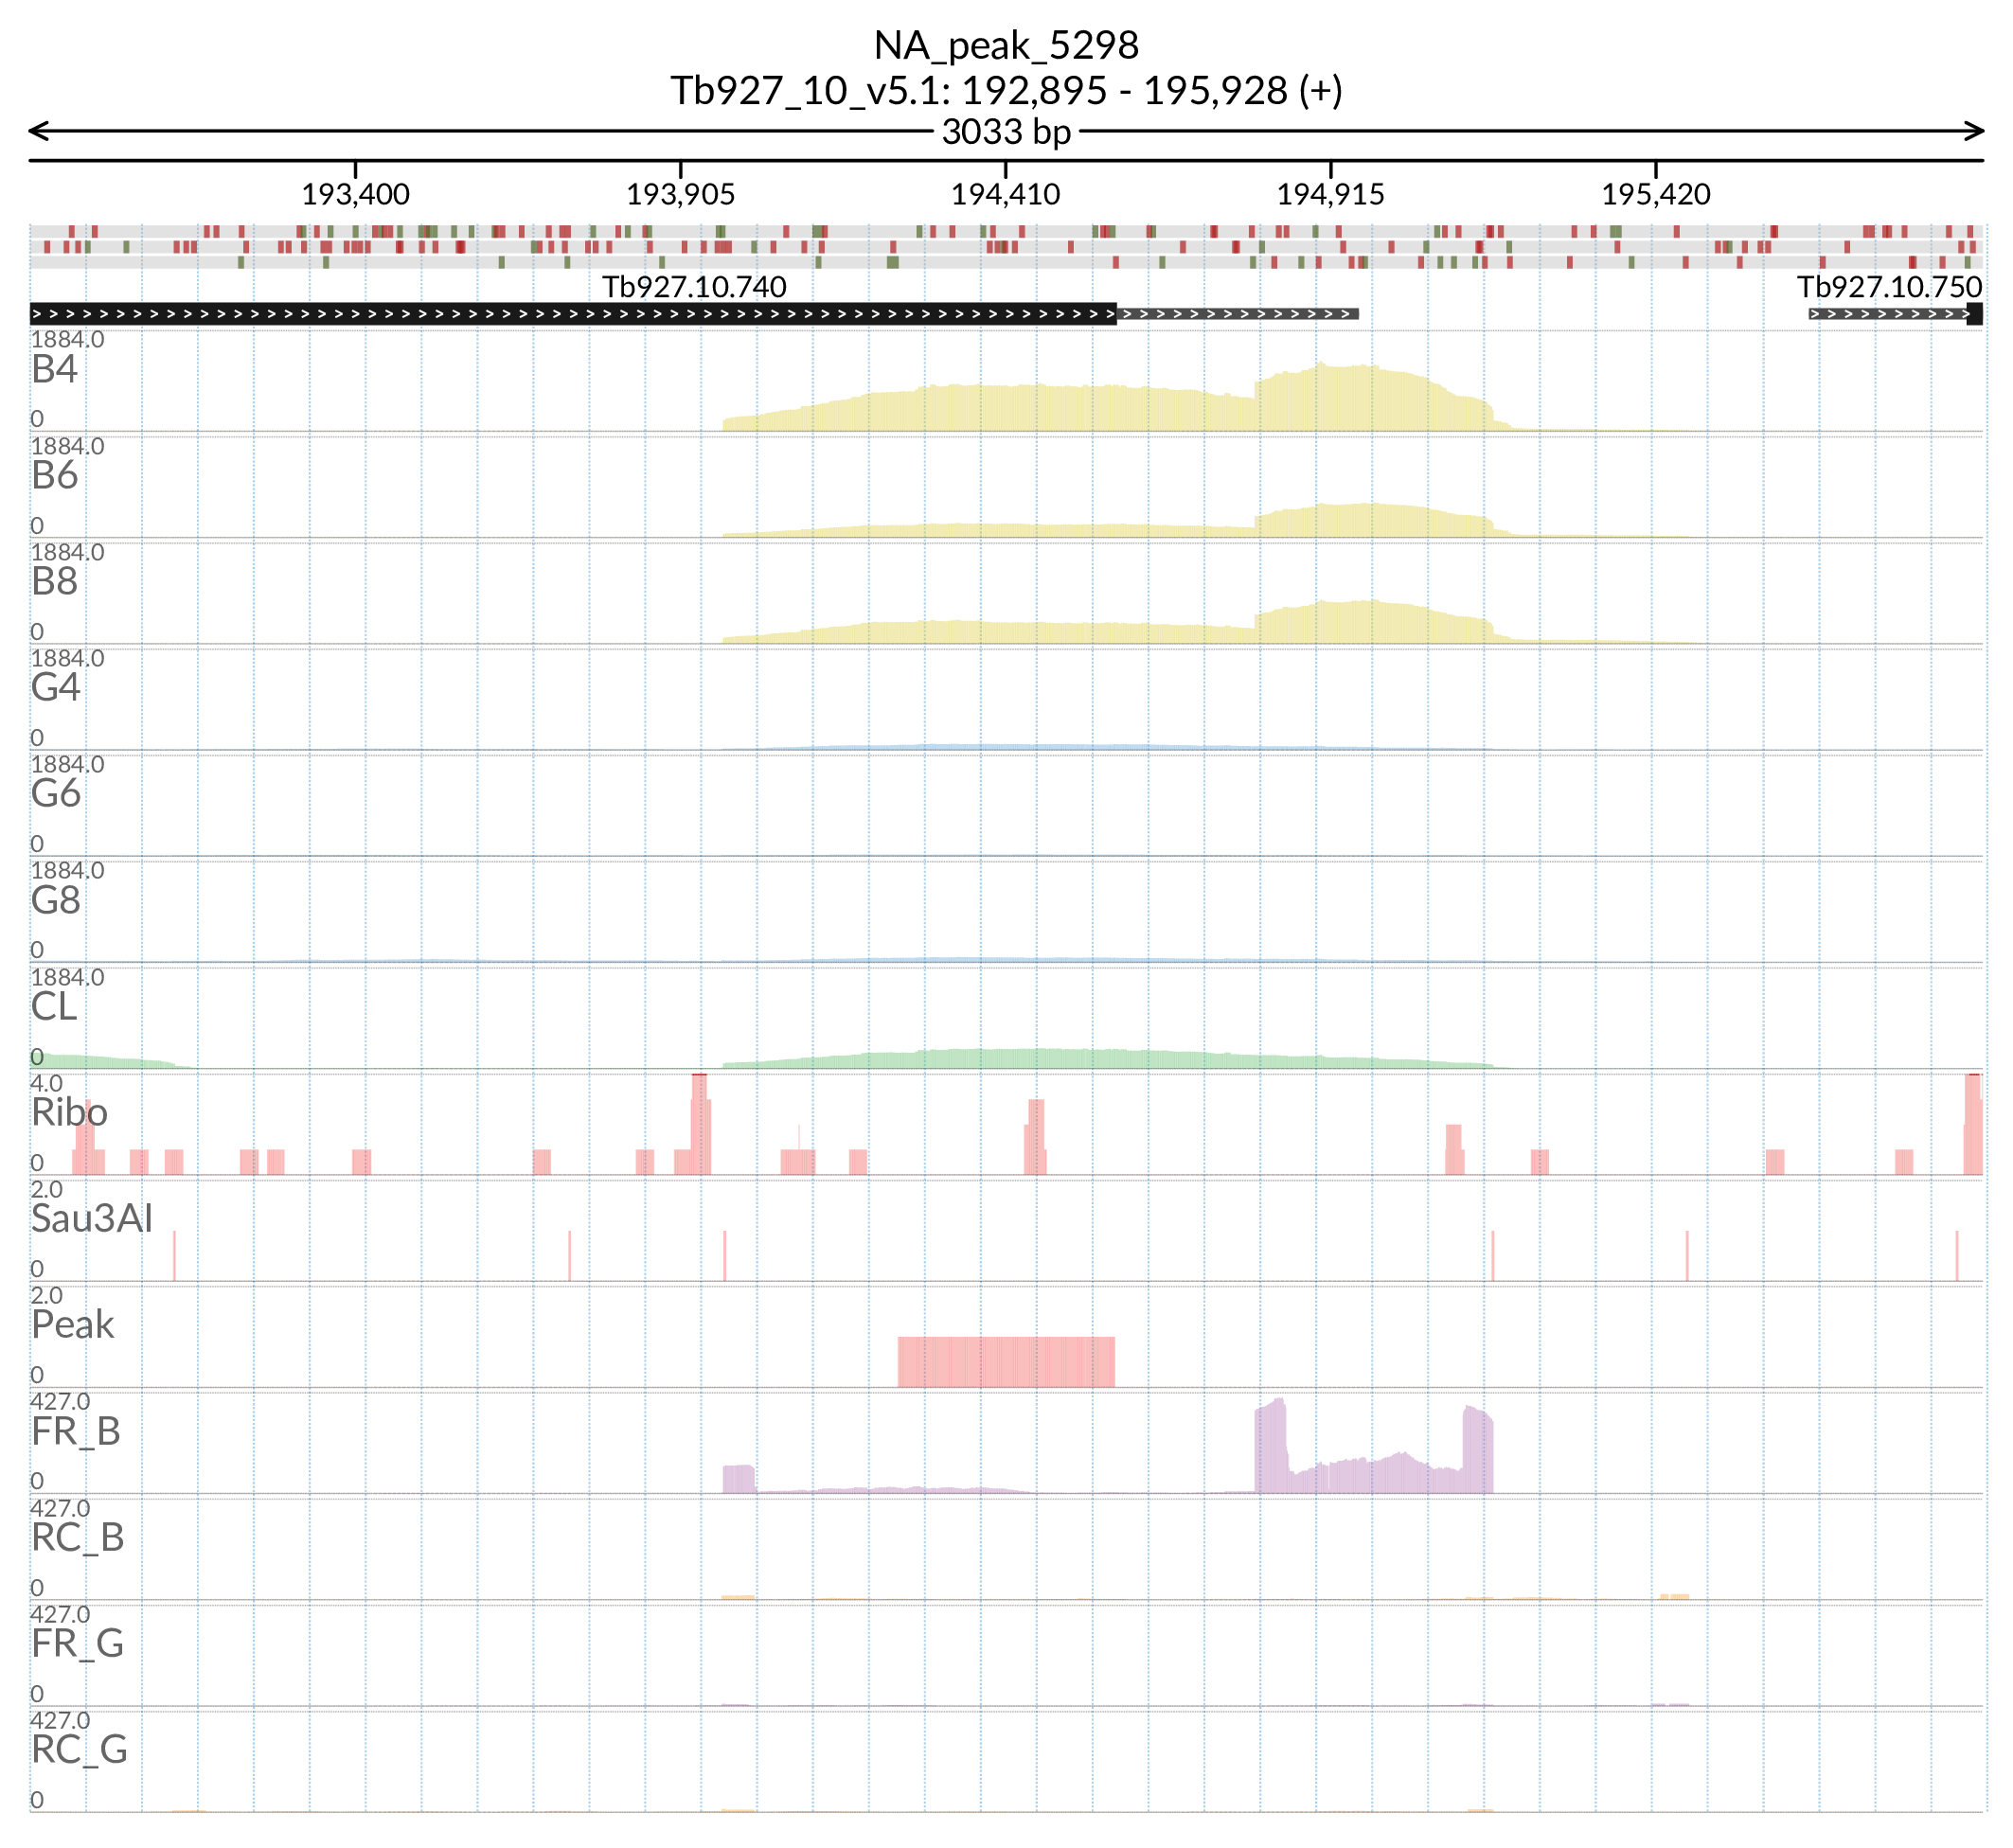 NA_peak_5298
Tb927_10_v5.1: 192,895 - 195,928 (+)
3033 bp
193,400 193,905 194,410 194,915 195,420
Tb927.10.740 Tb927.10.750
1884.0
B4
0
1884.0
B6
0
1884.0
B8
0
1884.0
G4
0
1884.0
G6
0
1884.0
G8
0
1884.0
CL
0
4.0
Ribo
0
2.0
Sau3AI
0
2.0
Peak
0
427.0
FR_B
0
427.0
RC_B
0
427.0
FR_G
0
427.0
RC_G
0